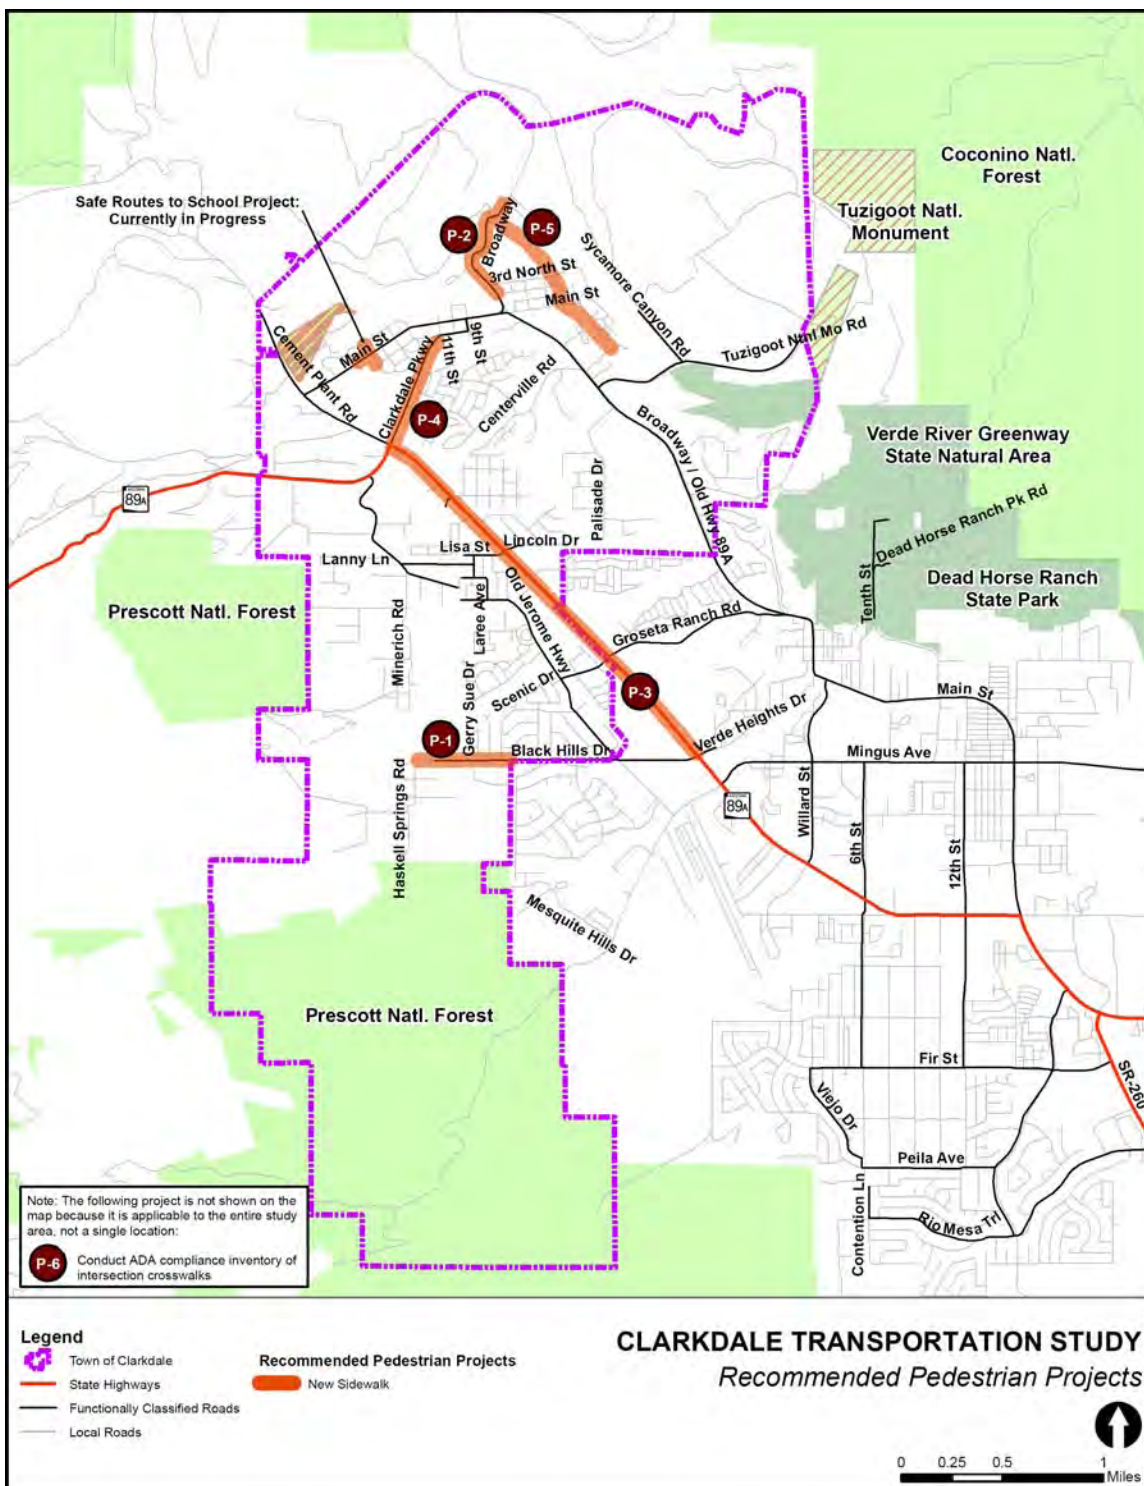 Coconino Natl.
Forest
Safe Routes to School Project:
Currently in Progress
Tuzigoot Natl.
Monument
P-2
P-5
Broadway
Sycamore Canyon Rd
3rd North St
Main St
Tuzigoot Ntnl Mo Rd
Cement Plant Rd
Main St
9th St
11th St
Clarkdale Pkwy
Centerville Rd
P-4
Broadway / Old Hwy 89A
Verde River Greenway
State Natural Area
Palisade Dr
89A
Dead Horse Ranch Pk Rd
Lisa St
Lincoln Dr
Lanny Ln
Tenth St
Dead Horse Ranch
State Park
Prescott Natl. Forest
Minerich Rd
Laree Ave
Old Jerome Hwy
Groseta Ranch Rd
Gerry Sue Dr
Scenic Dr
P-3
Main St
P-1
Black Hills Dr
Verde Heights Dr
Mingus Ave
Haskell Springs Rd
89A
Willard St
6th St
12th St
Mesquite Hills Dr
Prescott Natl. Forest
Fir St
SR-260
Viejo Dr
Peila Ave
Contention Ln
Rio Mesa Trl
Note: The following project is not shown on the
map because it is applicable to the entire study
area, not a single location:
P-6
Conduct ADA compliance inventory of
intersection crosswalks
Legend
Town of Clarkdale
State Highways
Functionally Classified Roads
Local Roads
Recommended Pedestrian Projects
New Sidewalk
CLARKDALE TRANSPORTATION STUDY
Recommended Pedestrian Projects
0 0.25 0.5 1
Miles